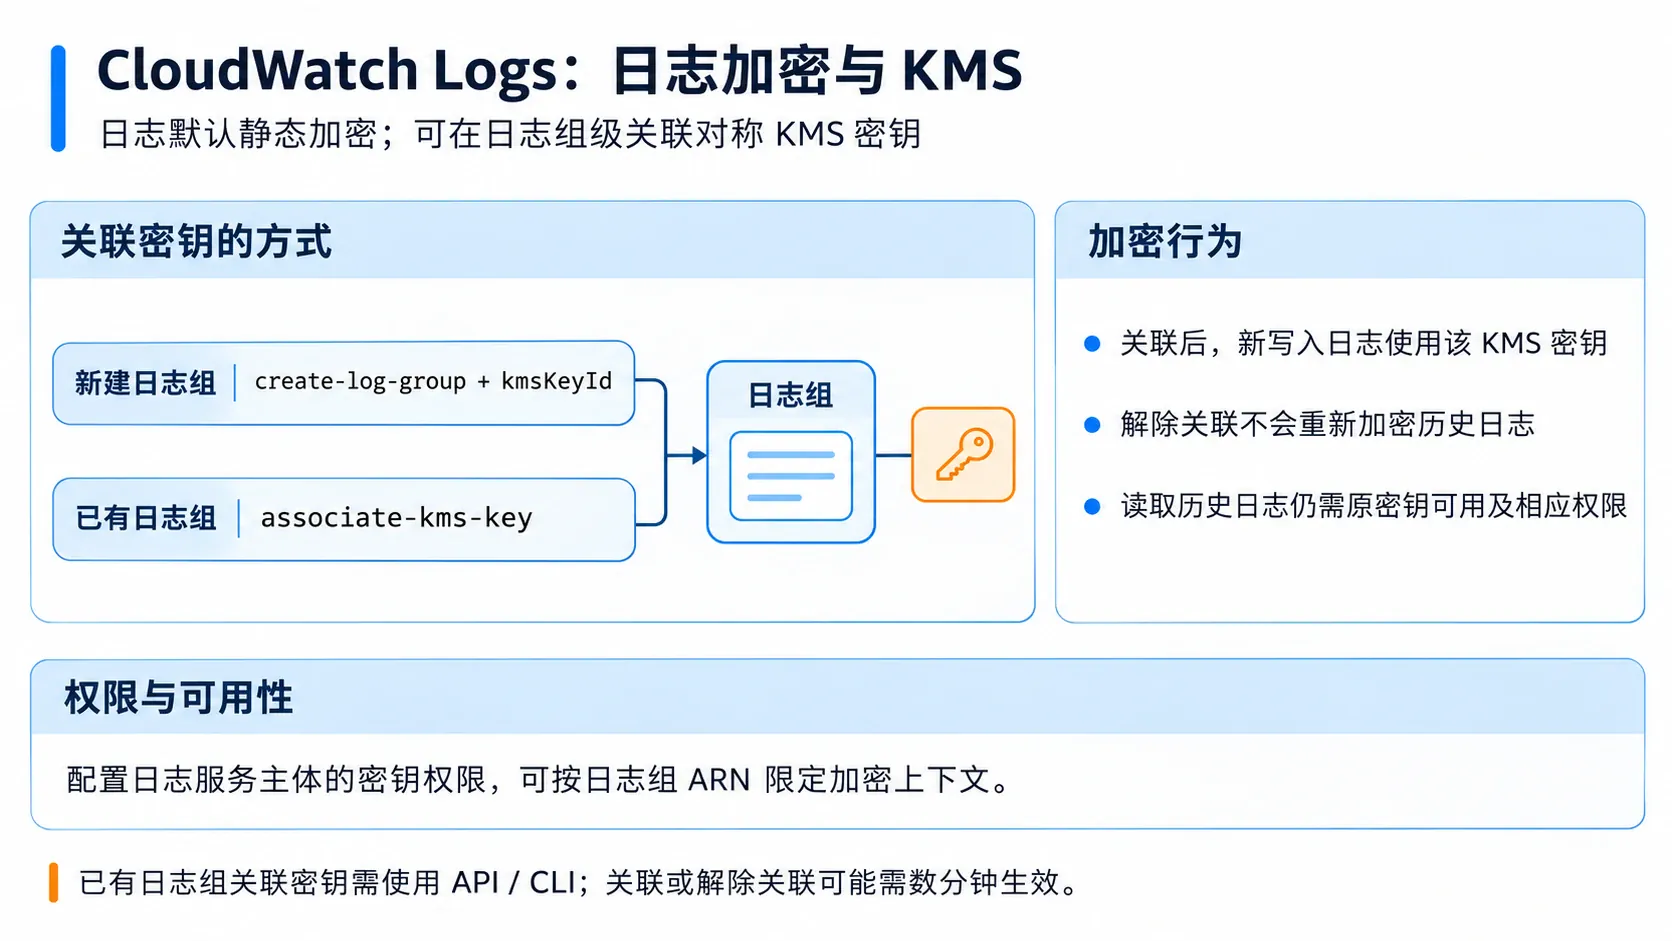 CloudWatch Logs：日志加密与 KMS
日志默认静态加密；可在日志组级关联对称 KMS 密钥
关联密钥的方式
新建日志组 create-log-group + kmsKeyId
已有日志组 associate-kms-key
日志组
加密行为
关联后，新写入日志使用该 KMS 密钥
解除关联不会重新加密历史日志
读取历史日志仍需原密钥可用及相应权限
权限与可用性
配置日志服务主体的密钥权限，可按日志组 ARN 限定加密上下文。
已有日志组关联密钥需使用 API / CLI；关联或解除关联可能需数分钟生效。